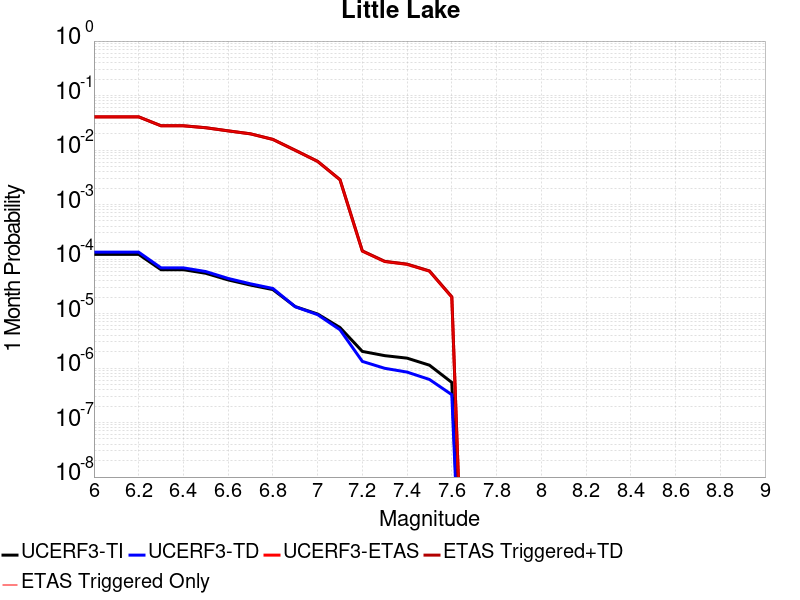 Little Lake
10^0
10^-1
10^-2
10^-3
10^-4
10^-5
10^-6
10^-7
10^-8
1 Month Probability
6 6.2 6.4 6.6 6.8 7 7.2 7.4 7.6 7.8 8 8.2 8.4 8.6 8.8 9
Magnitude
UCERF3-TI UCERF3-TD UCERF3-ETAS ETAS Triggered+TD
ETAS Triggered Only